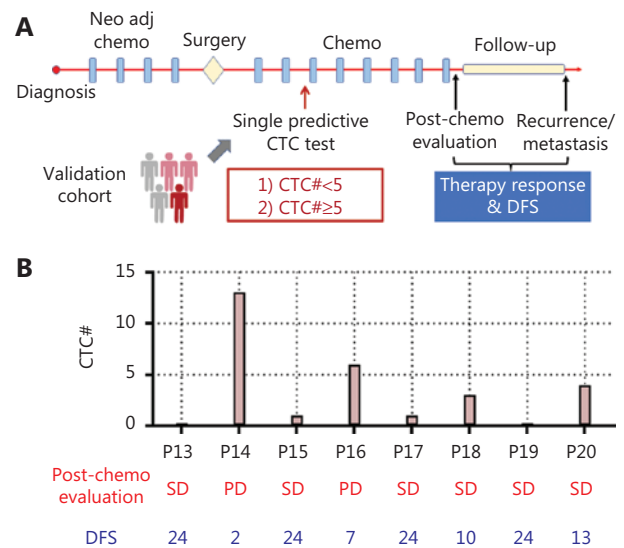 A
Neo adj
chemo
Surgery
Chemo
Follow-up
Diagnosis
Single predictive
CTC test
Post-chemo
evaluation
Recurrence/
metastasis
Validation
cohort
1) CTC#<5
2) CTC#≥5
Therapy response
& DFS
B
CTC#
15
10
5
0
P13 P14 P15 P16 P17 P18 P19 P20
Post-chemo
evaluation SD PD SD PD SD SD SD SD
DFS 24 2 24 7 24 10 24 13